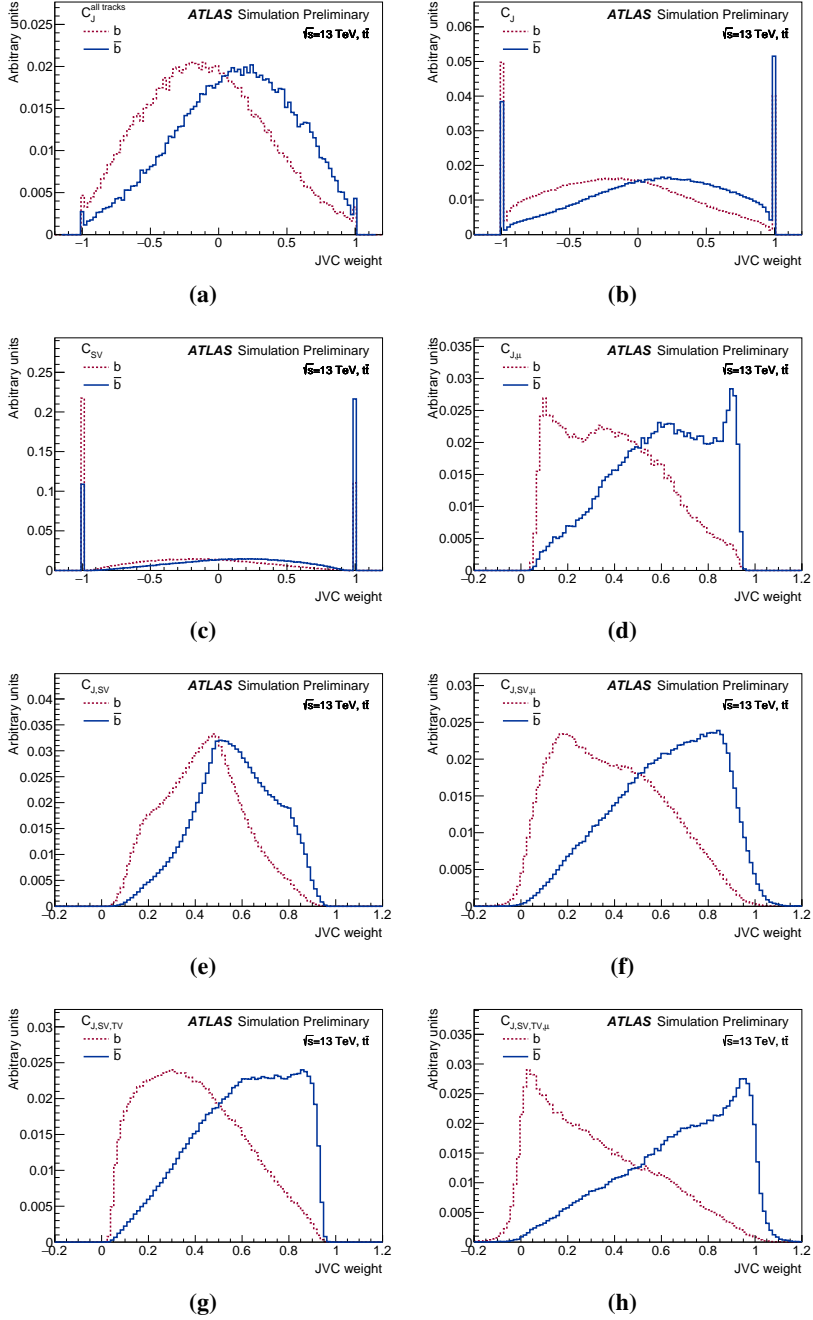 C_J^{all tracks}
ATLAS Simulation Preliminary
√s=13 TeV, tt̄
b
b̄
Arbitrary units
0.025
0.02
0.015
0.01
0.005
0
−1 −0.5 0 0.5 1
JVC weight
(a)
C_J
ATLAS Simulation Preliminary
√s=13 TeV, tt̄
b
b̄
Arbitrary units
0.06
0.05
0.04
0.03
0.02
0.01
0
−1 −0.5 0 0.5 1
JVC weight
(b)
C_SV
ATLAS Simulation Preliminary
√s=13 TeV, tt̄
b
b̄
Arbitrary units
0.25
0.2
0.15
0.1
0.05
0
−1 −0.5 0 0.5 1
JVC weight
(c)
C_{J,μ}
ATLAS Simulation Preliminary
√s=13 TeV, tt̄
b
b̄
Arbitrary units
0.035
0.03
0.025
0.02
0.015
0.01
0.005
0
−0.2 0 0.2 0.4 0.6 0.8 1 1.2
JVC weight
(d)
C_{J,SV}
ATLAS Simulation Preliminary
√s=13 TeV, tt̄
b
b̄
Arbitrary units
0.04
0.035
0.03
0.025
0.02
0.015
0.01
0.005
0
−0.2 0 0.2 0.4 0.6 0.8 1 1.2
JVC weight
(e)
C_{J,SV,μ}
ATLAS Simulation Preliminary
√s=13 TeV, tt̄
b
b̄
Arbitrary units
0.03
0.025
0.02
0.015
0.01
0.005
0
−0.2 0 0.2 0.4 0.6 0.8 1 1.2
JVC weight
(f)
C_{J,SV,TV}
ATLAS Simulation Preliminary
√s=13 TeV, tt̄
b
b̄
Arbitrary units
0.03
0.025
0.02
0.015
0.01
0.005
0
−0.2 0 0.2 0.4 0.6 0.8 1 1.2
JVC weight
(g)
C_{J,SV,TV,μ}
ATLAS Simulation Preliminary
√s=13 TeV, tt̄
b
b̄
Arbitrary units
0.035
0.03
0.025
0.02
0.015
0.01
0.005
0
−0.2 0 0.2 0.4 0.6 0.8 1 1.2
JVC weight
(h)